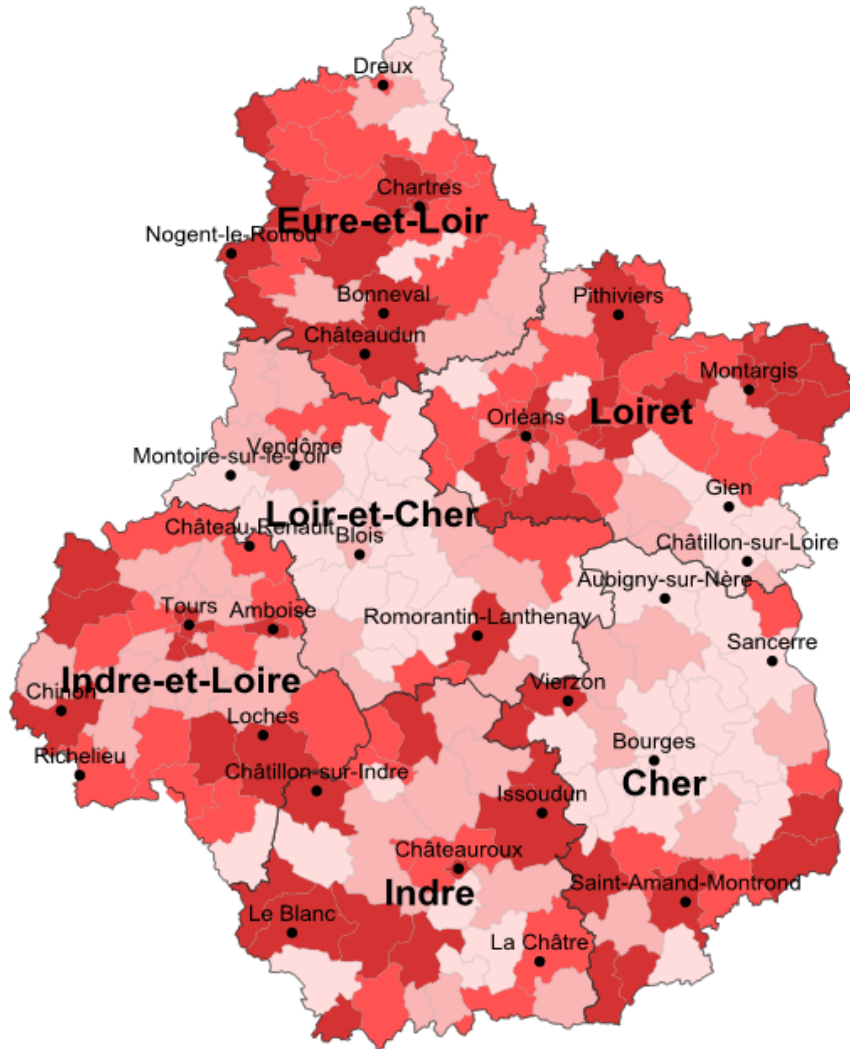 Dreux
Chartres
Eure-et-Loir
Nogent-le-Rotrou
Bonneval
Pithiviers
Châteaudun
Montargis
Loiret
Orléans
Vendôme
Montoire-sur-le-Loir
Gien
Loir-et-Cher
Château-Renault
Blois
Châtillon-sur-Loire
Aubigny-sur-Nère
Tours
Amboise
Romorantin-Lanthenay
Sancerre
Indre-et-Loire
Chinon
Vierzon
Loches
Bourges
Richelieu
Châtillon-sur-Indre
Cher
Issoudun
Châteauroux
Saint-Amand-Montrond
Indre
Le Blanc
La Châtre